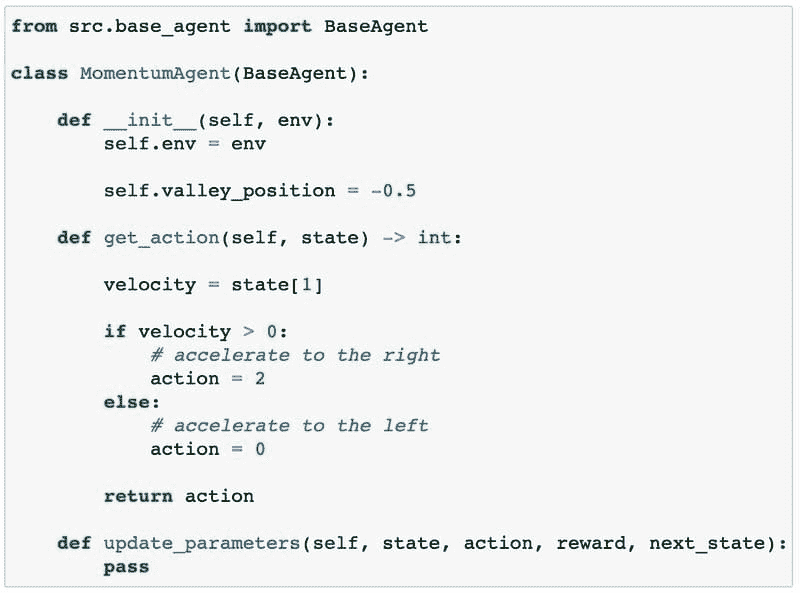 from src.base_agent import BaseAgent
class MomentumAgent(BaseAgent):
def __init__(self, env):
self.env = env
self.valley_position = -0.5
def get_action(self, state) -> int:
velocity = state[1]
if velocity > 0:
# accelerate to the right
action = 2
else:
# accelerate to the left
action = 0
return action
def update_parameters(self, state, action, reward, next_state):
pass